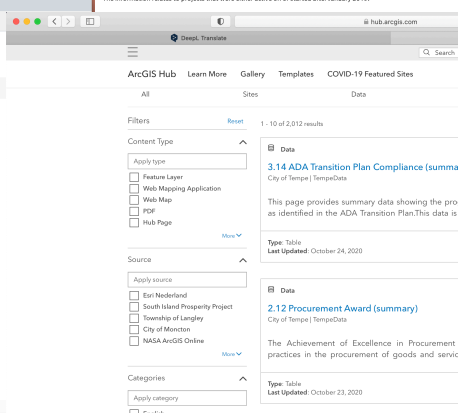 hub.arcgis.com
DeepL Translate
Search
ArcGIS Hub Learn More Gallery Templates COVID-19 Featured Sites
All Sites Data
Filters Reset
1 - 10 of 2,012 results
Content Type
Apply type
Feature Layer
Web Mapping Application
Web Map
PDF
Hub Page
More
Source
Apply source
Esri Nederland
South Island Prosperity Project
Township of Langley
City of Moncton
NASA ArcGIS Online
More
Categories
Apply category
Data
3.14 ADA Transition Plan Compliance (summa
City of Tempe | TempeData
This page provides summary data showing the pro
as identified in the ADA Transition Plan.This data is
Type: Table
Last Updated: October 24, 2020
Data
2.12 Procurement Award (summary)
City of Tempe | TempeData
The Achievement of Excellence in Procurement
practices in the procurement of goods and servic
Type: Table
Last Updated: October 23, 2020